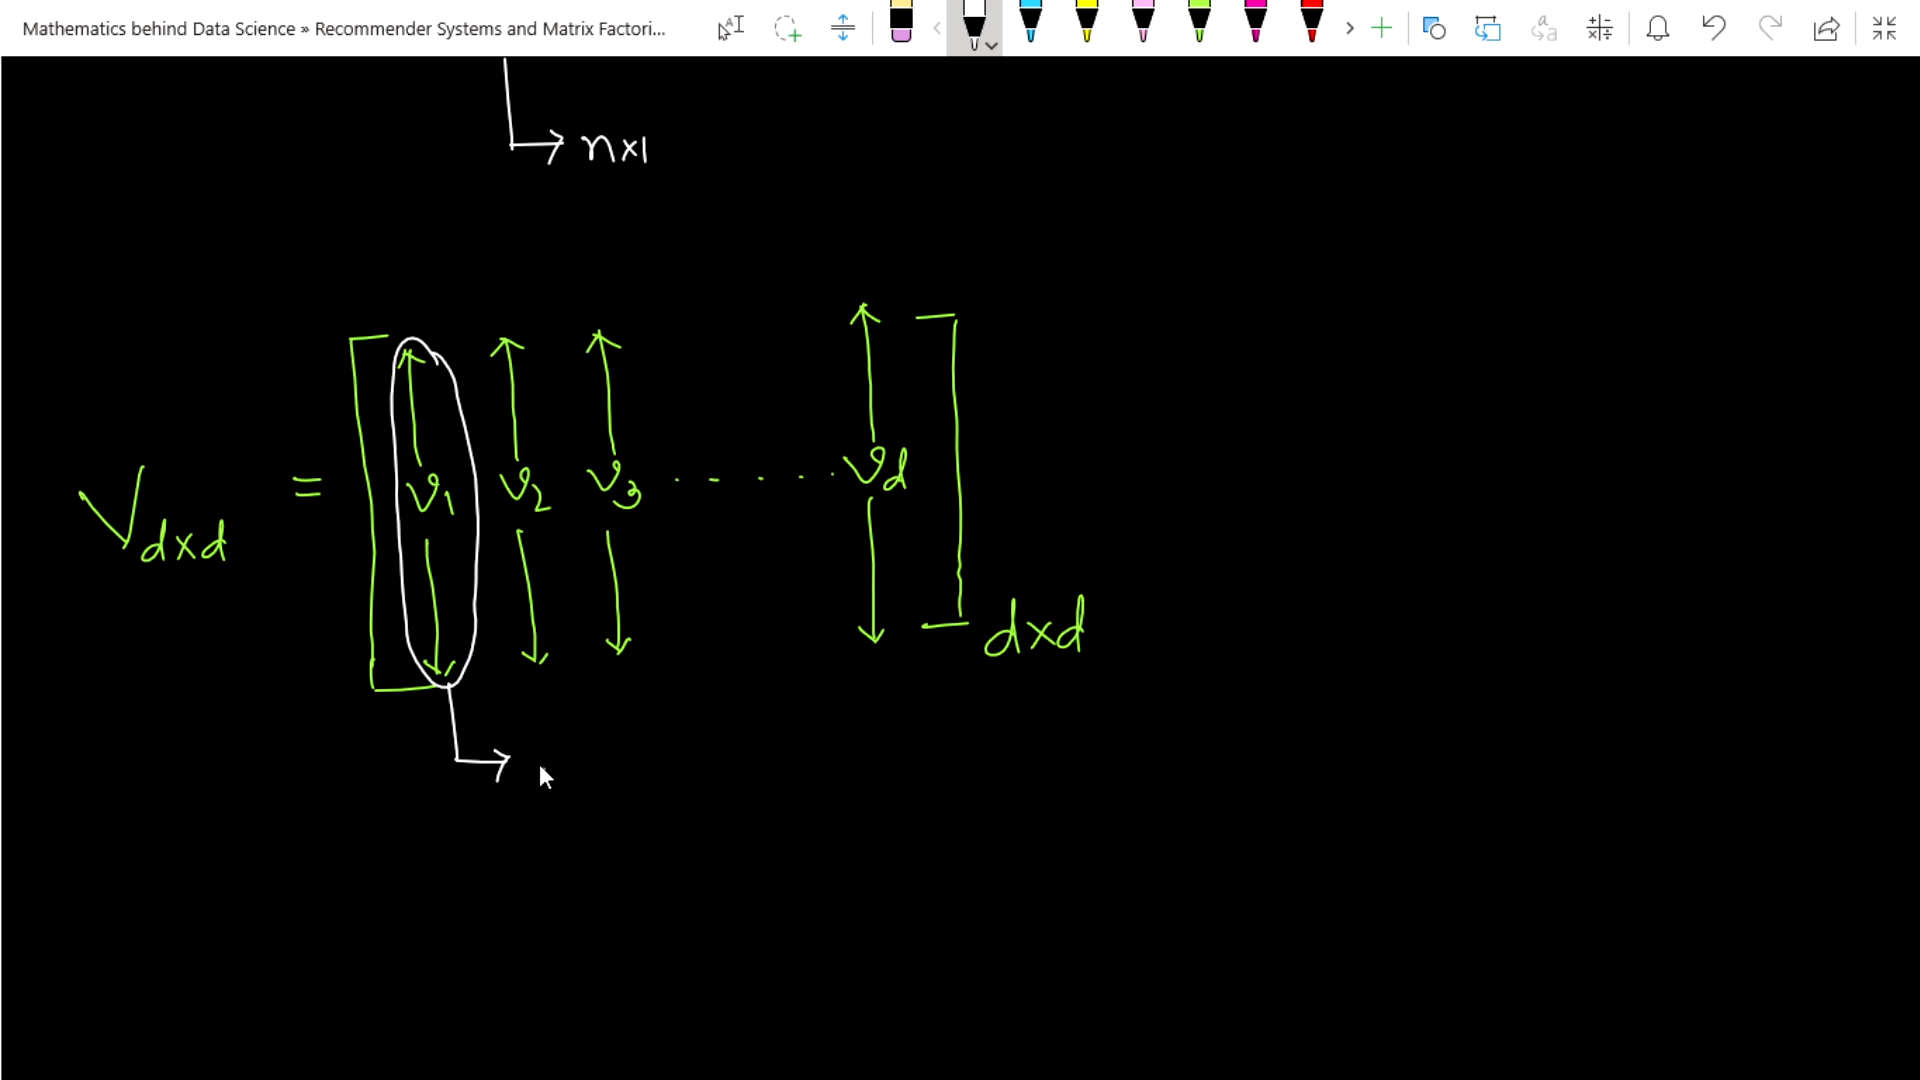 Mathematics behind Data Science » Recommender Systems and Matrix Factori...
n×1
V d×d = [ v1 v2 v3 ······ vd ] d×d